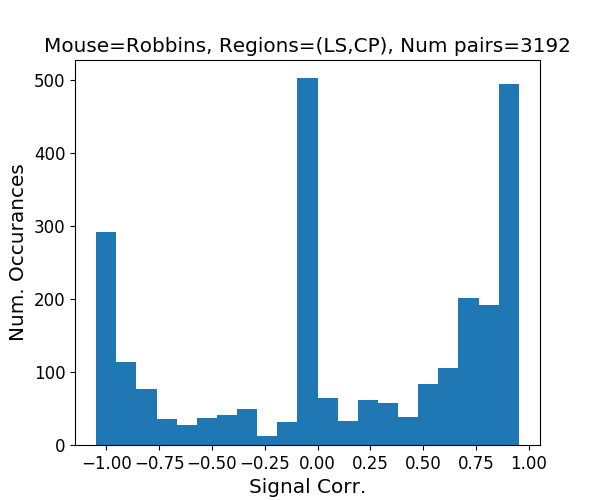 Mouse=Robbins, Regions=(LS,CP), Num pairs=3192
500
400
300
200
100
0
Num. Occurances
−1.00 −0.75 −0.50 −0.25 0.00 0.25 0.50 0.75 1.00
Signal Corr.